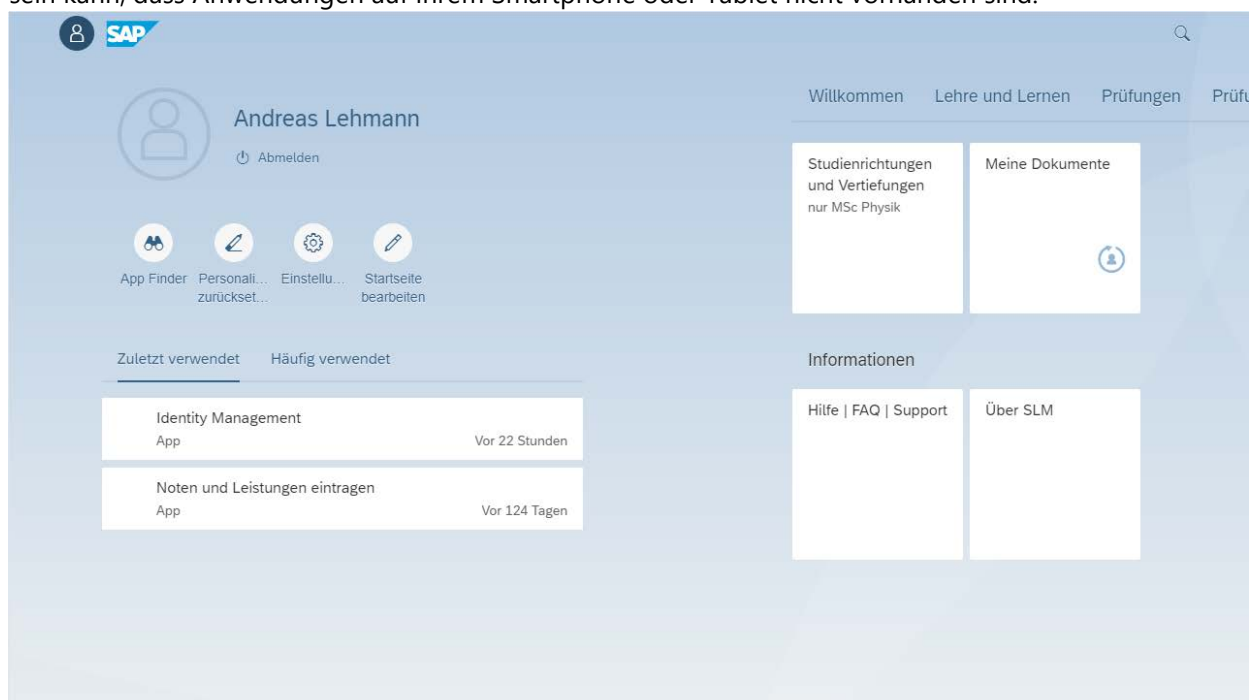 sein kann, dass Anwendungen auf Ihrem Smartphone oder Tablet nicht vorhanden sind.
SAP
Andreas Lehmann
Abmelden
App Finder
Personali...
zurückset...
Einstellu...
Startseite
bearbeiten
Zuletzt verwendet
Häufig verwendet
Identity Management
App
Vor 22 Stunden
Noten und Leistungen eintragen
App
Vor 124 Tagen
Willkommen
Lehre und Lernen
Prüfungen
Prüfu
Studienrichtungen
und Vertiefungen
nur MSc Physik
Meine Dokumente
Informationen
Hilfe | FAQ | Support
Über SLM